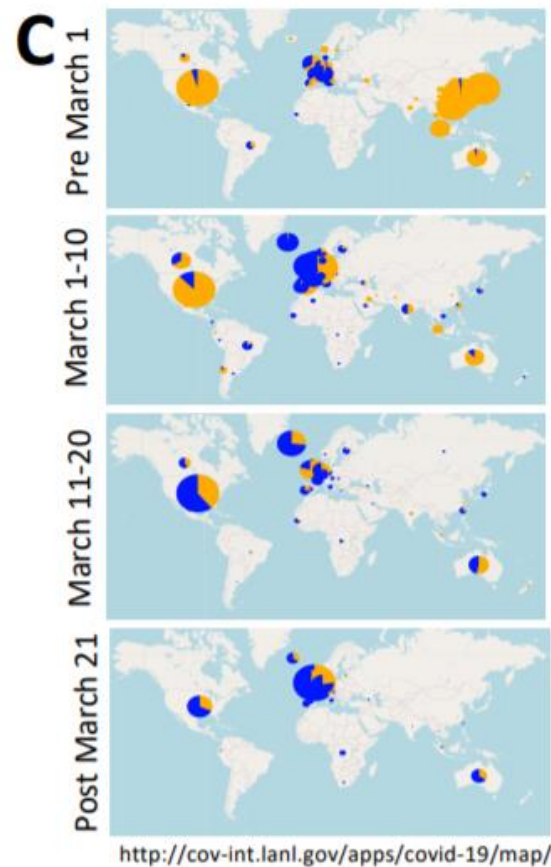 C
Pre March 1
March 1-10
March 11-20
Post March 21
http://cov-int.lanl.gov/apps/covid-19/map/